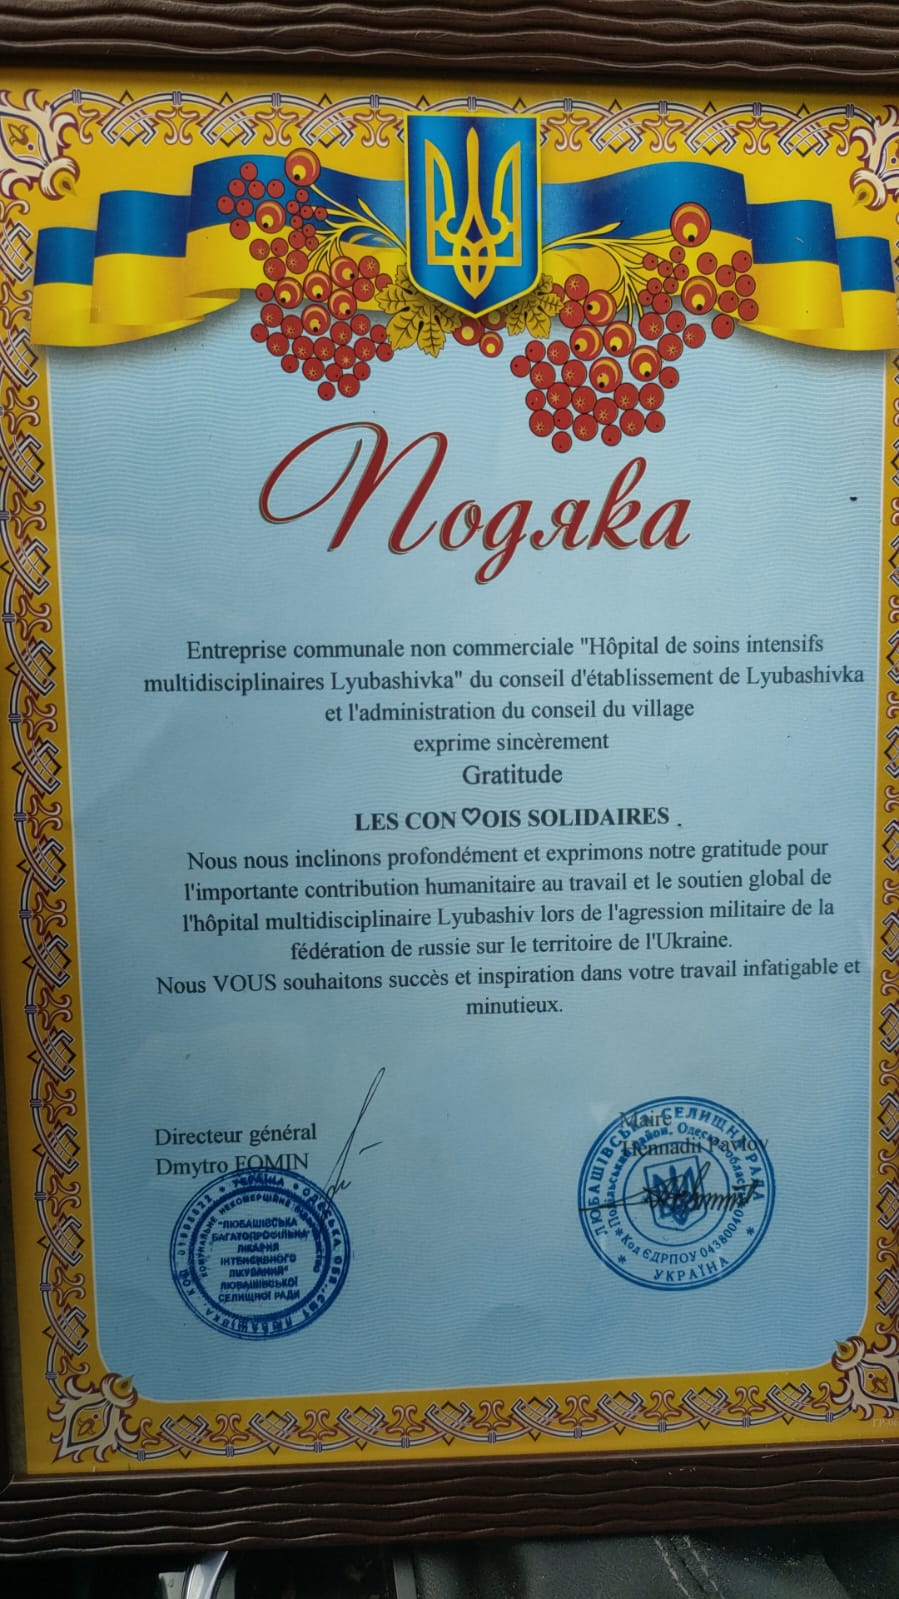 Подяка
Entreprise communale non commerciale "Hôpital de soins intensifs
multidisciplinaires Lyubashivka" du conseil d'établissement de Lyubashivka
et l'administration du conseil du village
exprime sincèrement
Gratitude
LES CON♡OIS SOLIDAIRES .
Nous nous inclinons profondément et exprimons notre gratitude pour
l'importante contribution humanitaire au travail et le soutien global de
l'hôpital multidisciplinaire Lyubashiv lors de l'agression militaire de la
fédération de russie sur le territoire de l'Ukraine.
Nous VOUS souhaitons succès et inspiration dans votre travail infatigable et
minutieux.
Directeur général
Dmytro FOMIN
Maire
Hennadii Pavlov
УКРАЇНА
"ЛЮБАШІВСЬКА
БАГАТОПРОФІЛЬНА
ЛІКАРНЯ
ІНТЕНСИВНОГО
ЛІКУВАННЯ"
ЛЮБАШІВСЬКОЇ
СЕЛИЩНОЇ РАДИ
ЛЮБАШІВСЬКА СЕЛИЩНА РАДА
Код ЄДРПОУ 04380040
УКРАЇНА